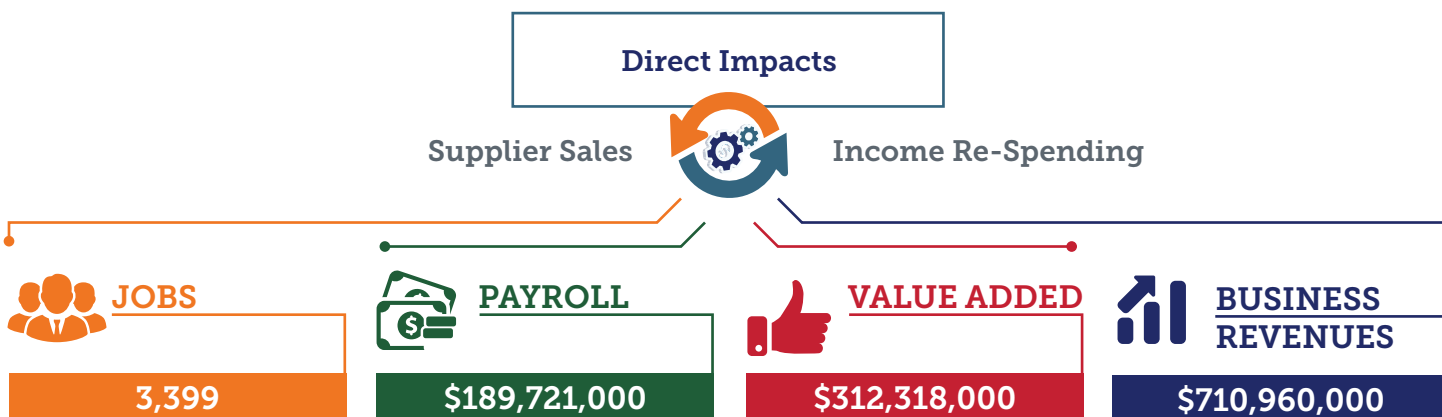 Direct Impacts
Supplier Sales
Income Re-Spending
JOBS
3,399
PAYROLL
$
$189,721,000
VALUE ADDED
$312,318,000
BUSINESS
REVENUES
$710,960,000